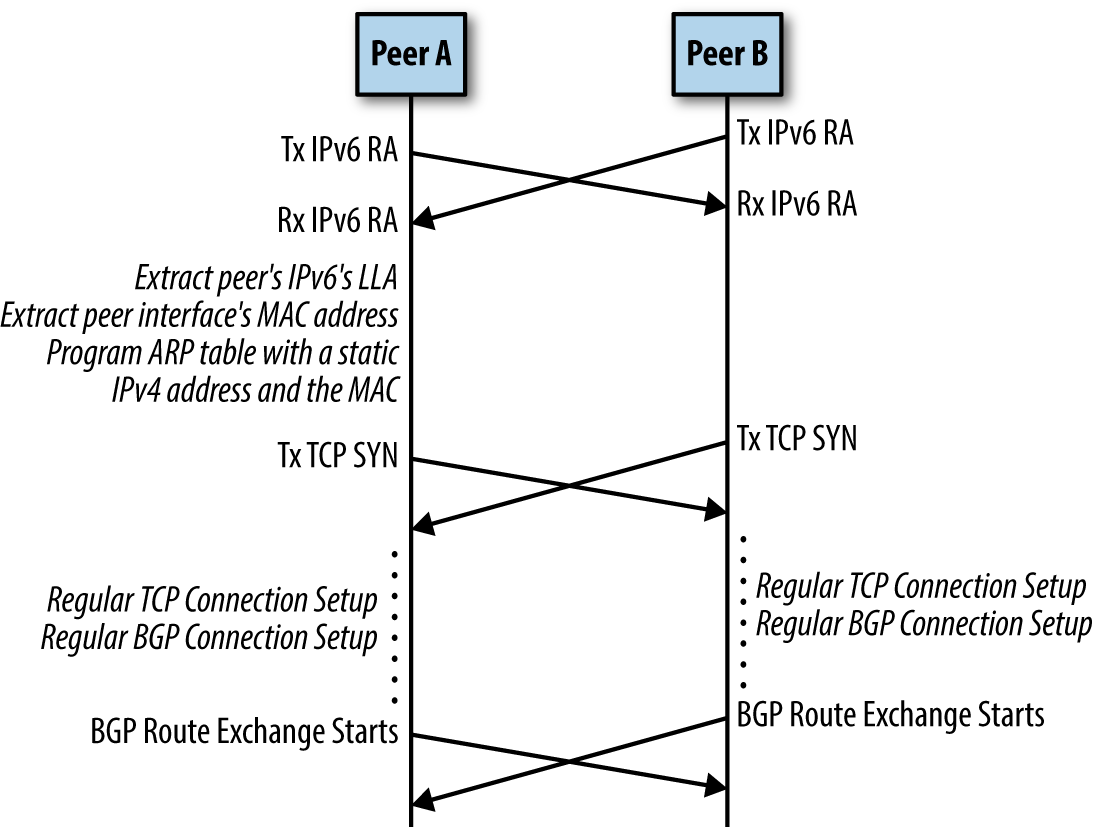 Peer A
Peer B
Tx IPv6 RA
Tx IPv6 RA
Rx IPv6 RA
Rx IPv6 RA
Extract peer's IPv6's LLA
Extract peer interface's MAC address
Program ARP table with a static
IPv4 address and the MAC
Tx TCP SYN
Tx TCP SYN
Regular TCP Connection Setup
Regular BGP Connection Setup
Regular TCP Connection Setup
Regular BGP Connection Setup
BGP Route Exchange Starts
BGP Route Exchange Starts